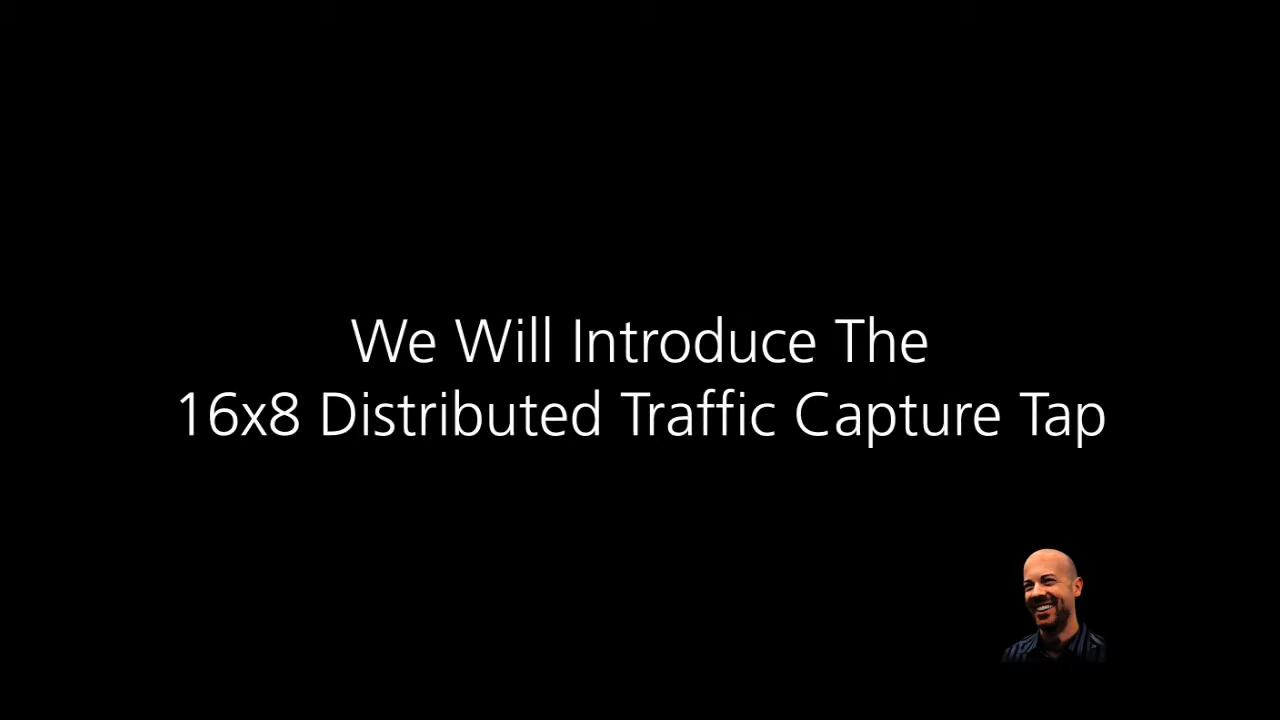 We Will Introduce The
16x8 Distributed Traffic Capture Tap